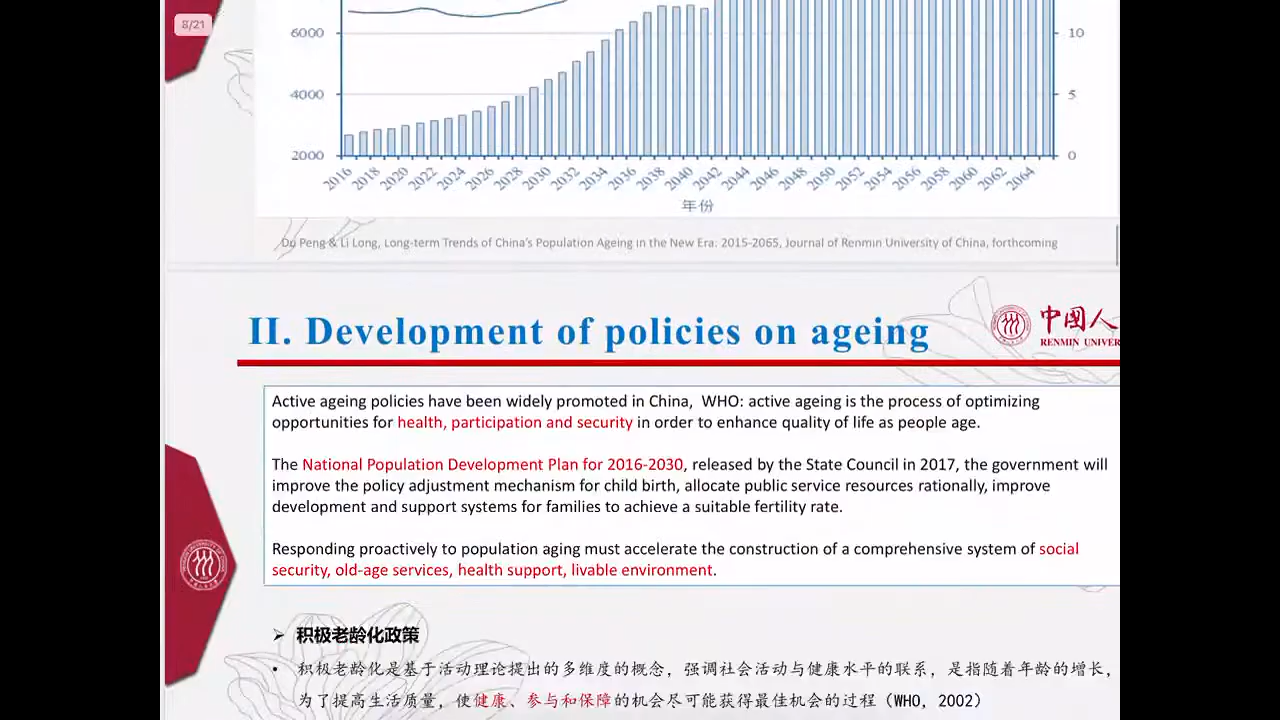 8/21
6000
10
4000
5
2000
0
2016 2018 2020 2022 2024 2026 2028 2030 2032 2034 2036 2038 2040 2042 2044 2046 2048 2050 2052 2054 2056 2058 2060 2062 2064
年份
Du Peng & Li Long, Long-term Trends of China's Population Ageing in the New Era: 2015-2065, Journal of Renmin University of China, forthcoming
II. Development of policies on ageing
中国人
RENMIN UNIVER
Active ageing policies have been widely promoted in China, WHO: active ageing is the process of optimizing
opportunities for health, participation and security in order to enhance quality of life as people age.
The National Population Development Plan for 2016-2030, released by the State Council in 2017, the government will
improve the policy adjustment mechanism for child birth, allocate public service resources rationally, improve
development and support systems for families to achieve a suitable fertility rate.
Responding proactively to population aging must accelerate the construction of a comprehensive system of social
security, old-age services, health support, livable environment.
➢ 积极老龄化政策
• 积极老龄化是基于活动理论提出的多维度的概念，强调社会活动与健康水平的联系，是指随着年龄的增长，
为了提高生活质量，使健康、参与和保障的机会尽可能获得最佳机会的过程（WHO, 2002）